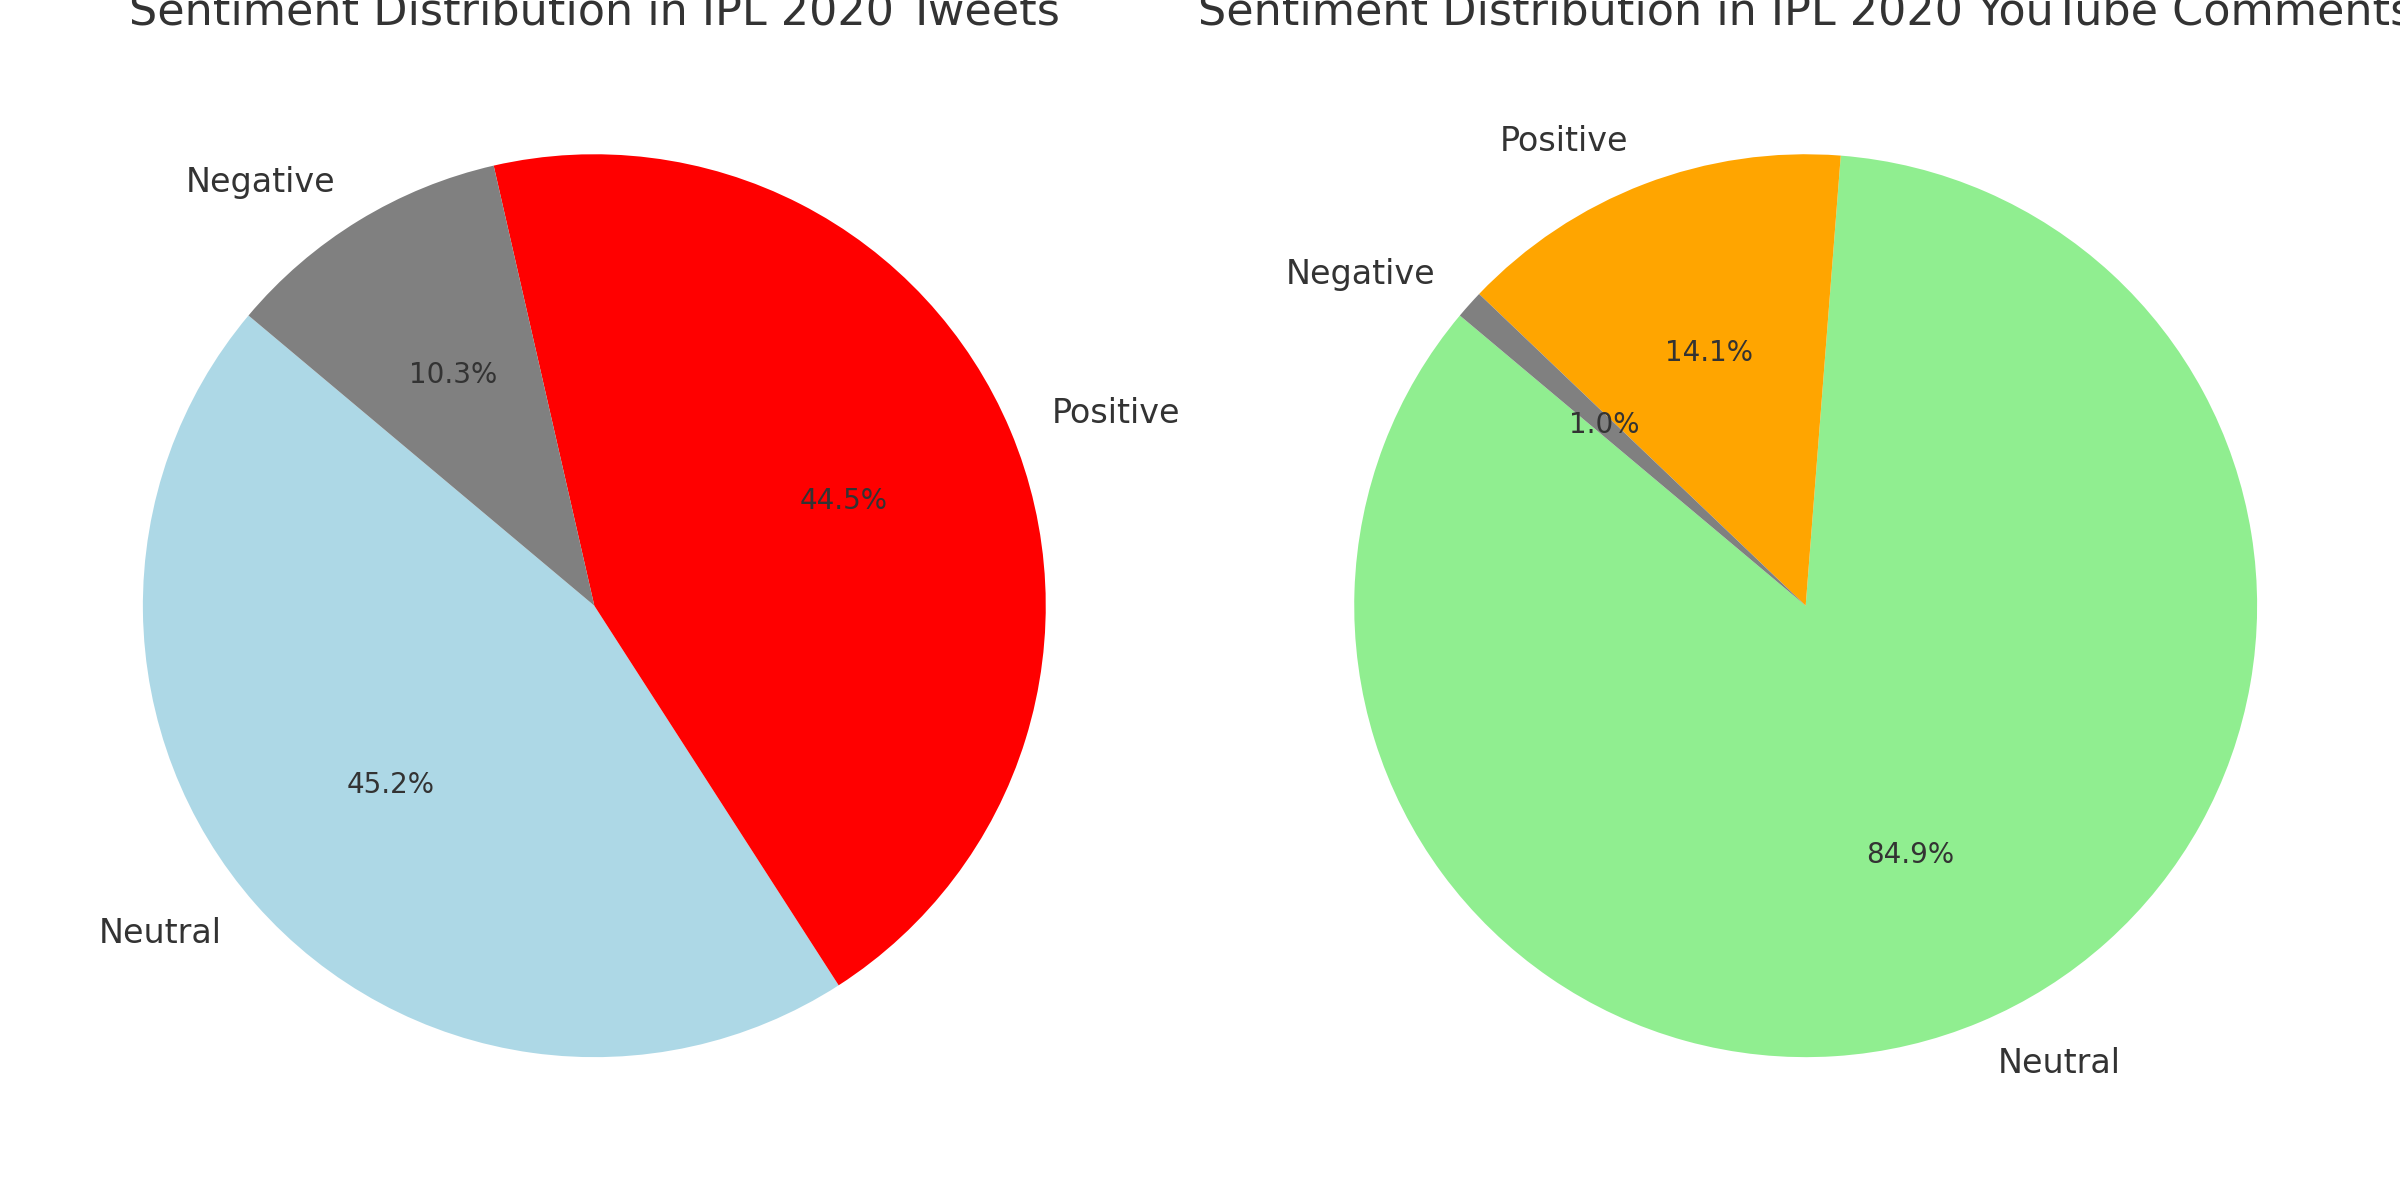 Sentiment Distribution in IPL 2020 Tweets
Negative
10.3%
44.5%
Positive
45.2%
Neutral
Sentiment Distribution in IPL 2020 YouTube Comments
Positive
Negative
14.1%
1.0%
84.9%
Neutral